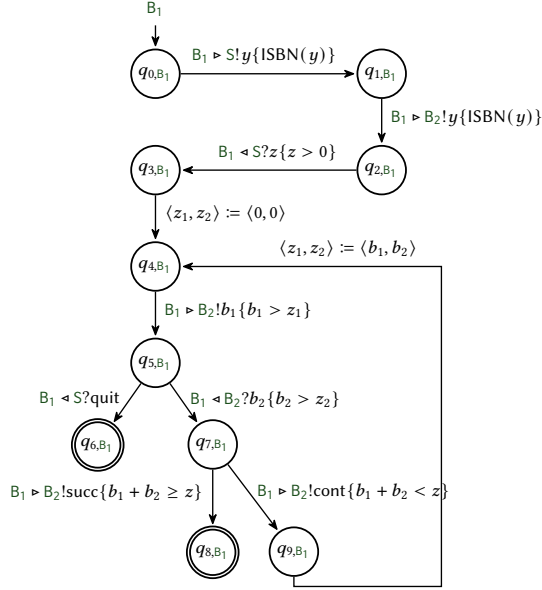 B₁
B₁ ▹ S!y{ISBN(y)}
q₀,B₁
q₁,B₁
B₁ ▹ B₂!y{ISBN(y)}
B₁ ◃ S?z{z > 0}
q₃,B₁
q₂,B₁
⟨z₁, z₂⟩ := ⟨0, 0⟩
⟨z₁, z₂⟩ := ⟨b₁, b₂⟩
q₄,B₁
B₁ ▹ B₂!b₁{b₁ > z₁}
q₅,B₁
B₁ ◃ S?quit
B₁ ◃ B₂?b₂{b₂ > z₂}
q₆,B₁
q₇,B₁
B₁ ▹ B₂!succ{b₁ + b₂ ≥ z}
B₁ ▹ B₂!cont{b₁ + b₂ < z}
q₈,B₁
q₉,B₁